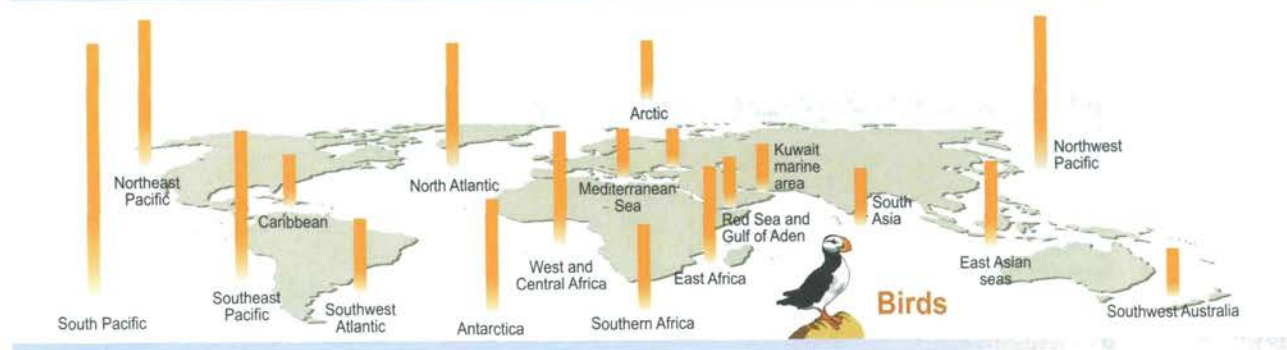 Arctic
Northwest
Pacific
Kuwait
marine
area
Northeast
Pacific
North Atlantic
Mediterranean
Sea
South
Asia
Caribbean
Red Sea and
Gulf of Aden
East Asian
seas
West and
Central Africa
East Africa
Southeast
Pacific
Southwest
Atlantic
Birds
Southwest Australia
South Pacific
Antarctica
Southern Africa